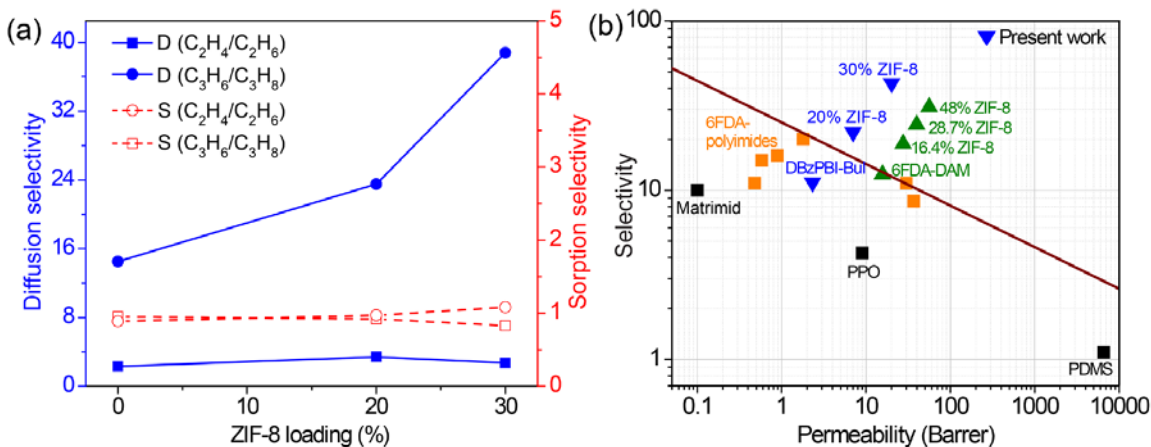 (a)
D (C₂H₄/C₂H₆)
D (C₃H₆/C₃H₈)
S (C₂H₄/C₂H₆)
S (C₃H₆/C₃H₈)
Diffusion selectivity
40
32
24
16
8
0
0
10
20
30
ZIF-8 loading (%)
5
4
3
2
1
0
Sorption selectivity
(b)
Present work
30% ZIF-8
20% ZIF-8
48% ZIF-8
28.7% ZIF-8
16.4% ZIF-8
6FDA-
polyimides
DBzPBI-BuI
6FDA-DAM
Matrimid
PPO
PDMS
Selectivity
100
10
1
0.1
1
10
100
1000
10000
Permeability (Barrer)